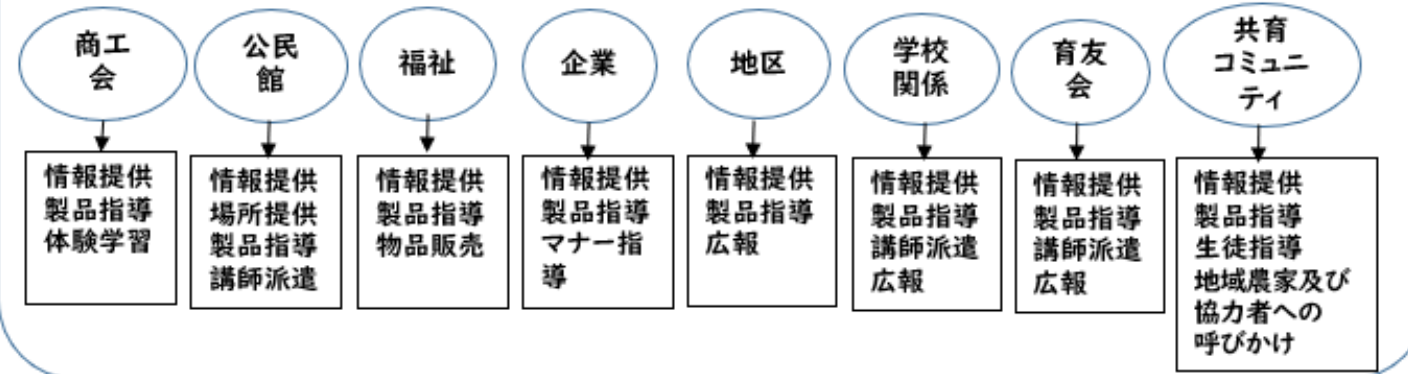 商工
会
公民
館
福祉
企業
地区
学校
関係
育友
会
共育
コミュニ
ティ
情報提供
製品指導
体験学習
情報提供
場所提供
製品指導
講師派遣
情報提供
製品指導
物品販売
情報提供
製品指導
マナー指
導
情報提供
製品指導
広報
情報提供
製品指導
講師派遣
広報
情報提供
製品指導
講師派遣
広報
情報提供
製品指導
生徒指導
地域農家及び
協力者への
呼びかけ